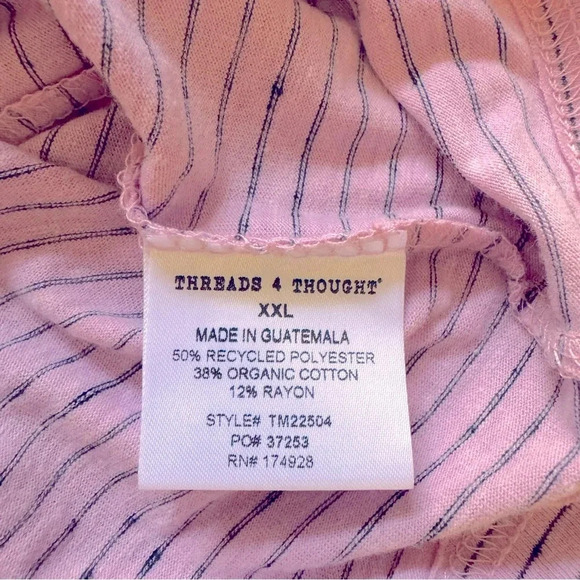 THREADS 4 THOUGHT®
XXL
MADE IN GUATEMALA
50% RECYCLED POLYESTER
38% ORGANIC COTTON
12% RAYON
STYLE# TM22504
PO# 37253
RN# 174928